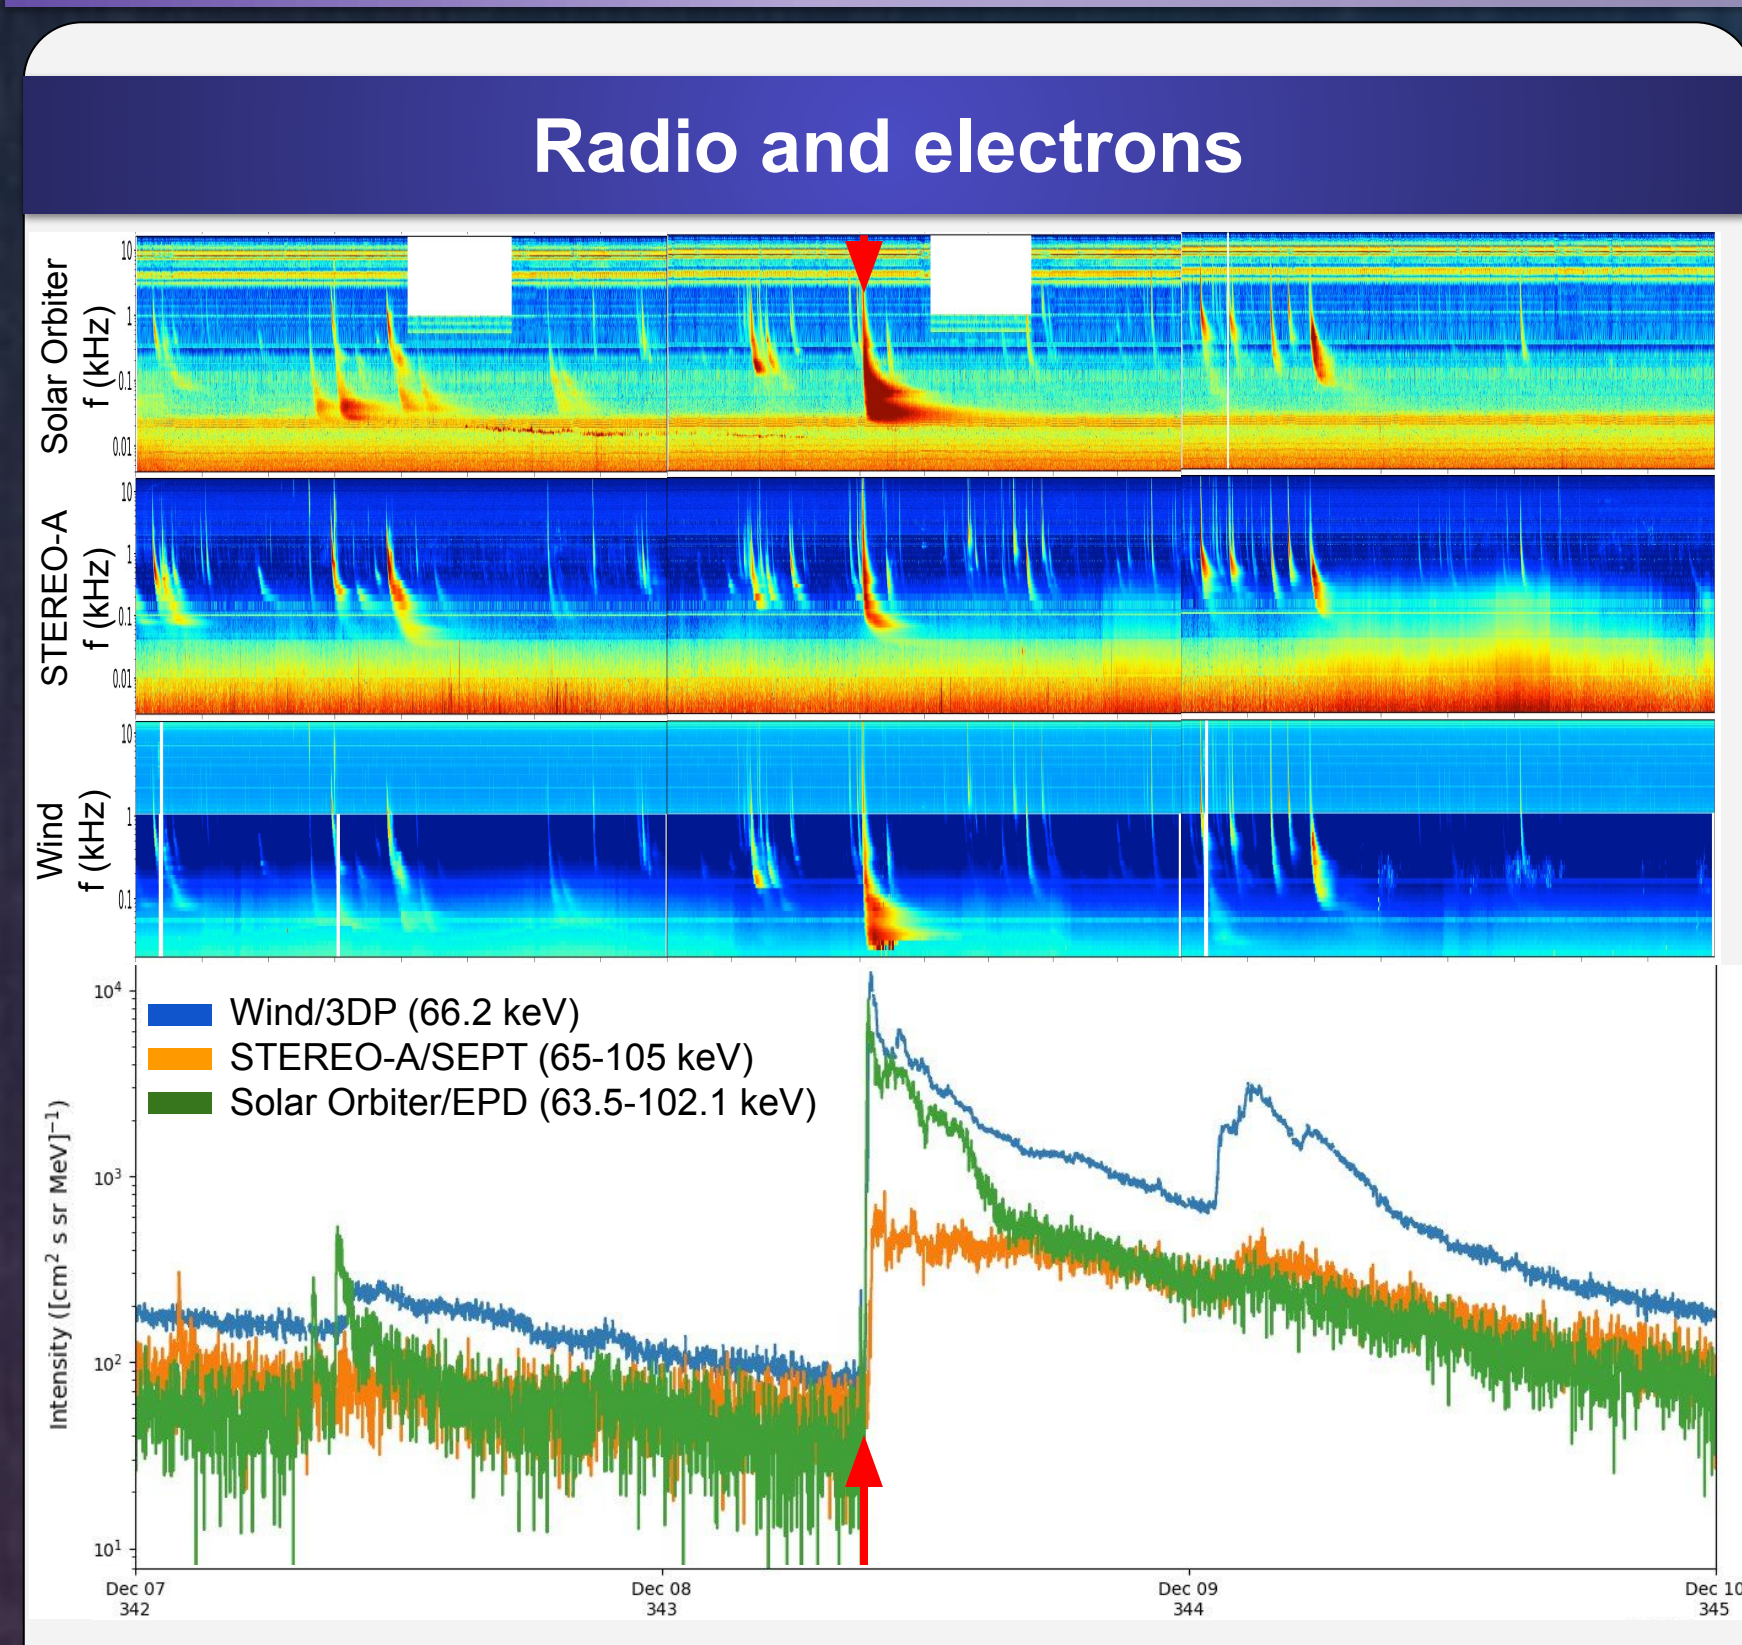 Radio and electrons
Solar Orbiter
f (kHz)
10
1
0.1
0.01
STEREO-A
f (kHz)
10
1
0.1
0.01
Wind
f (kHz)
10
1
0.1
Wind/3DP (66.2 keV)
STEREO-A/SEPT (65-105 keV)
Solar Orbiter/EPD (63.5-102.1 keV)
Intensity ([cm² s sr MeV]⁻¹)
10⁴
10³
10²
10¹
Dec 07
342
Dec 08
343
Dec 09
344
Dec 10
345